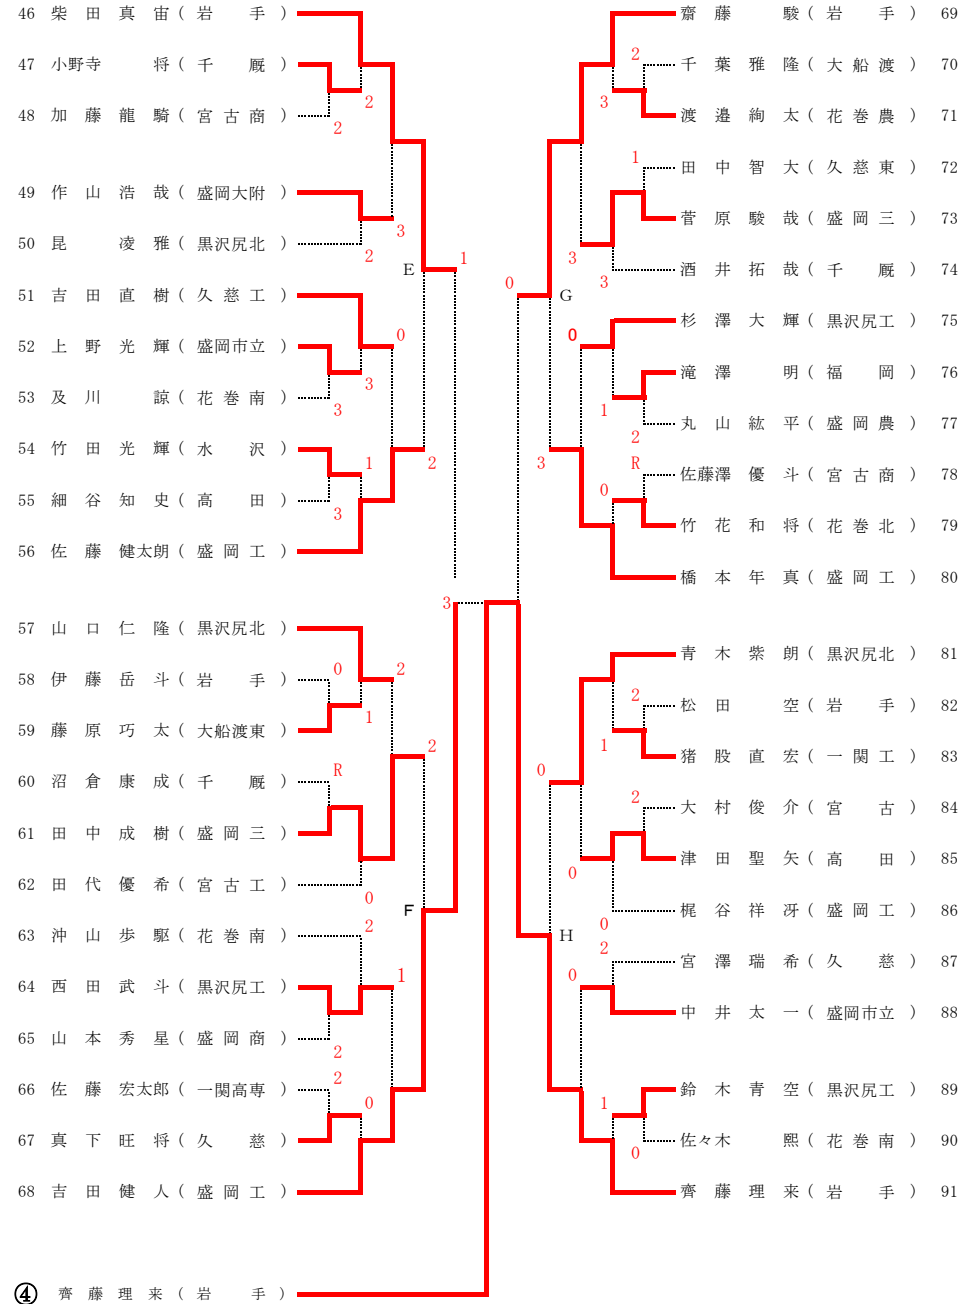 46 柴田真宙（岩手）
47 小野寺将（千厩）
2
48 加藤龍騎（宮古商）
2
49 作山浩哉（盛岡大附）
3
50 昆凌雅（黒沢尻北）
2
E
1
51 吉田直樹（久慈工）
0
52 上野光輝（盛岡市立）
3
53 及川諒（花巻南）
3
54 竹田光輝（水沢）
1
2
55 細谷知史（高田）
3
56 佐藤健太朗（盛岡工）
3
57 山口仁隆（黒沢尻北）
0
2
58 伊藤岳斗（岩手）
1
59 藤原巧太（大船渡東）
2
R
60 沼倉康成（千厩）
61 田中成樹（盛岡三）
62 田代優希（宮古工）
0
F
2
63 沖山歩駆（花巻南）
1
64 西田武斗（黒沢尻工）
65 山本秀星（盛岡商）
2
2
66 佐藤宏太郎（一関高専）
0
67 真下旺将（久慈）
68 吉田健人（盛岡工）
④ 齊藤理来（岩手）
齋藤駿（岩手） 69
2
千葉雅隆（大船渡） 70
3
渡邉絢太（花巻農） 71
1
田中智大（久慈東） 72
菅原駿哉（盛岡三） 73
3
酒井拓哉（千厩） 74
3
0
G
杉澤大輝（黒沢尻工） 75
0
滝澤明（福岡） 76
1
丸山紘平（盛岡農） 77
2
3
R
佐藤澤優斗（宮古商） 78
0
竹花和将（花巻北） 79
橋本年真（盛岡工） 80
青木紫朗（黒沢尻北） 81
2
松田空（岩手） 82
1
猪股直宏（一関工） 83
0
2
大村俊介（宮古） 84
津田聖矢（高田） 85
0
梶谷祥冴（盛岡工） 86
0
H
2
宮澤瑞希（久慈） 87
0
中井太一（盛岡市立） 88
鈴木青空（黒沢尻工） 89
1
佐々木熙（花巻南） 90
0
齊藤理来（岩手） 91